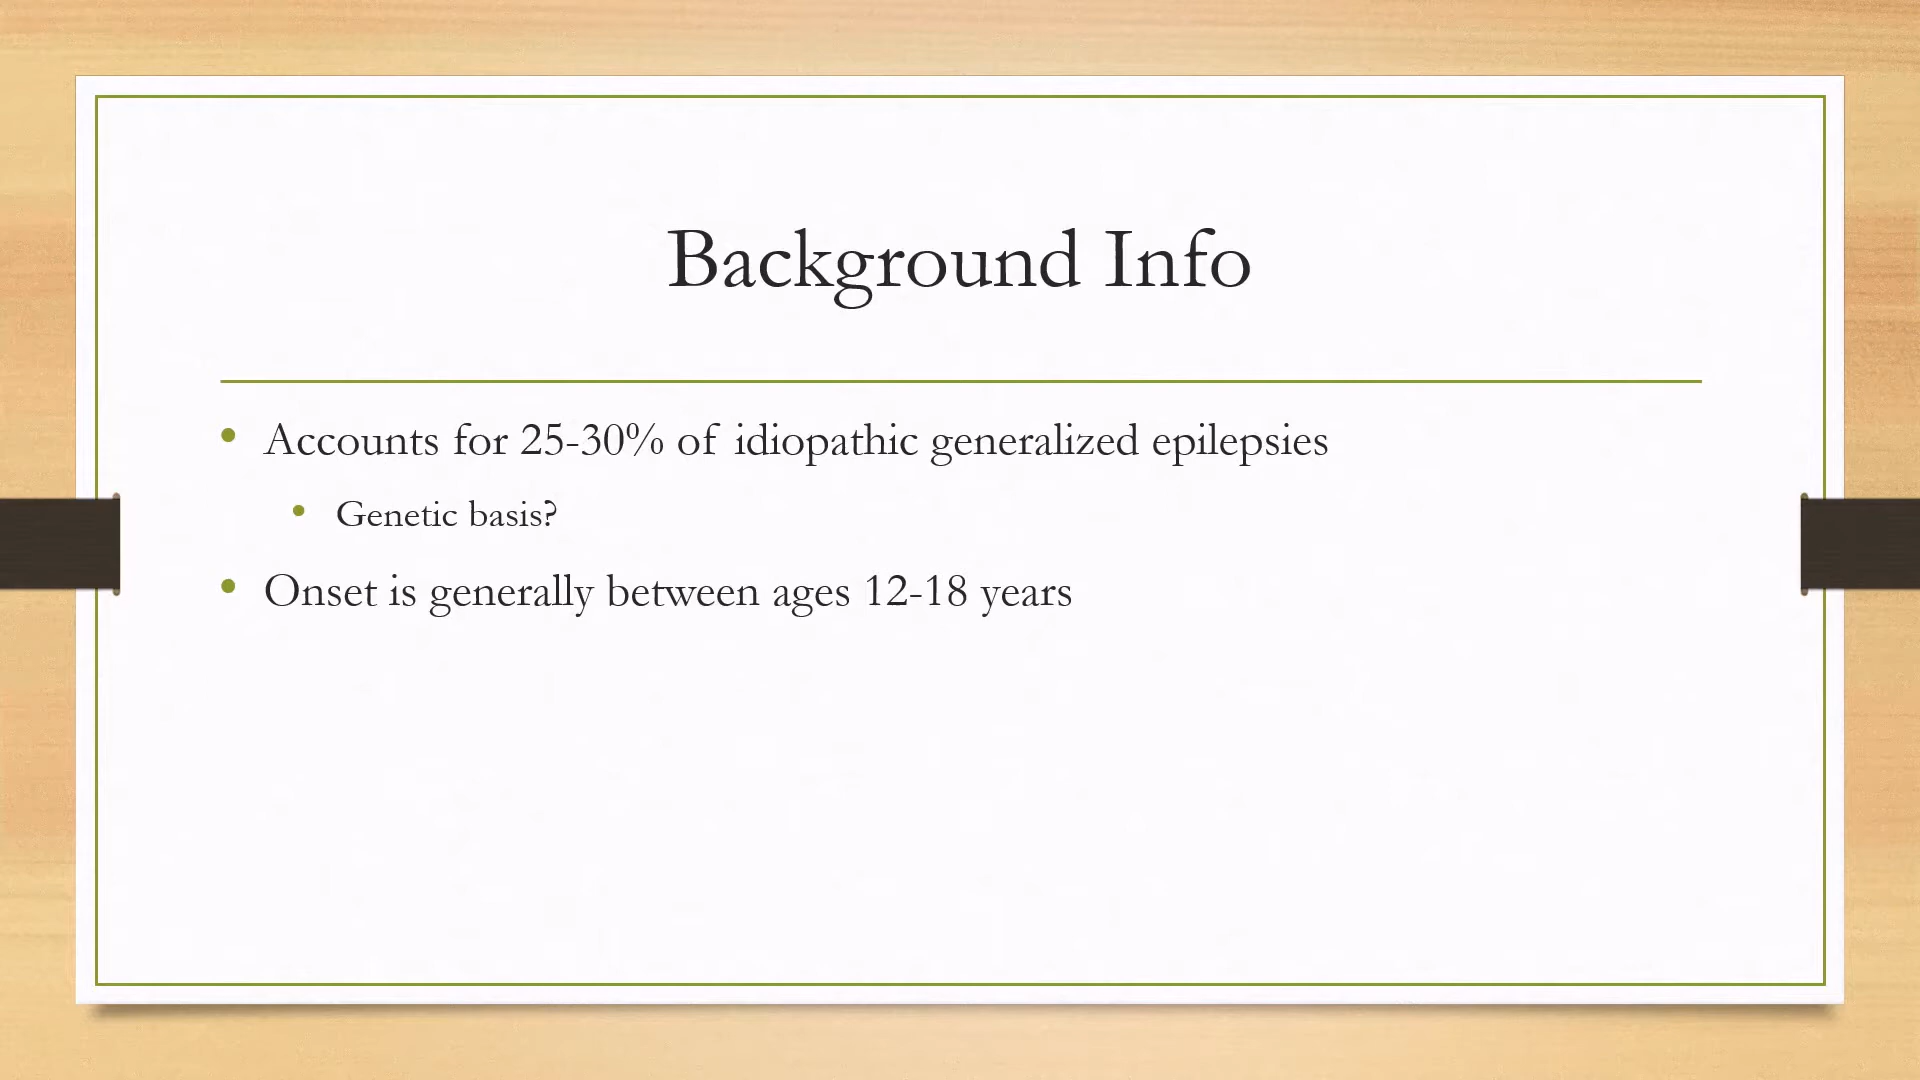 Background Info
• Accounts for 25-30% of idiopathic generalized epilepsies
• Genetic basis?
• Onset is generally between ages 12-18 years